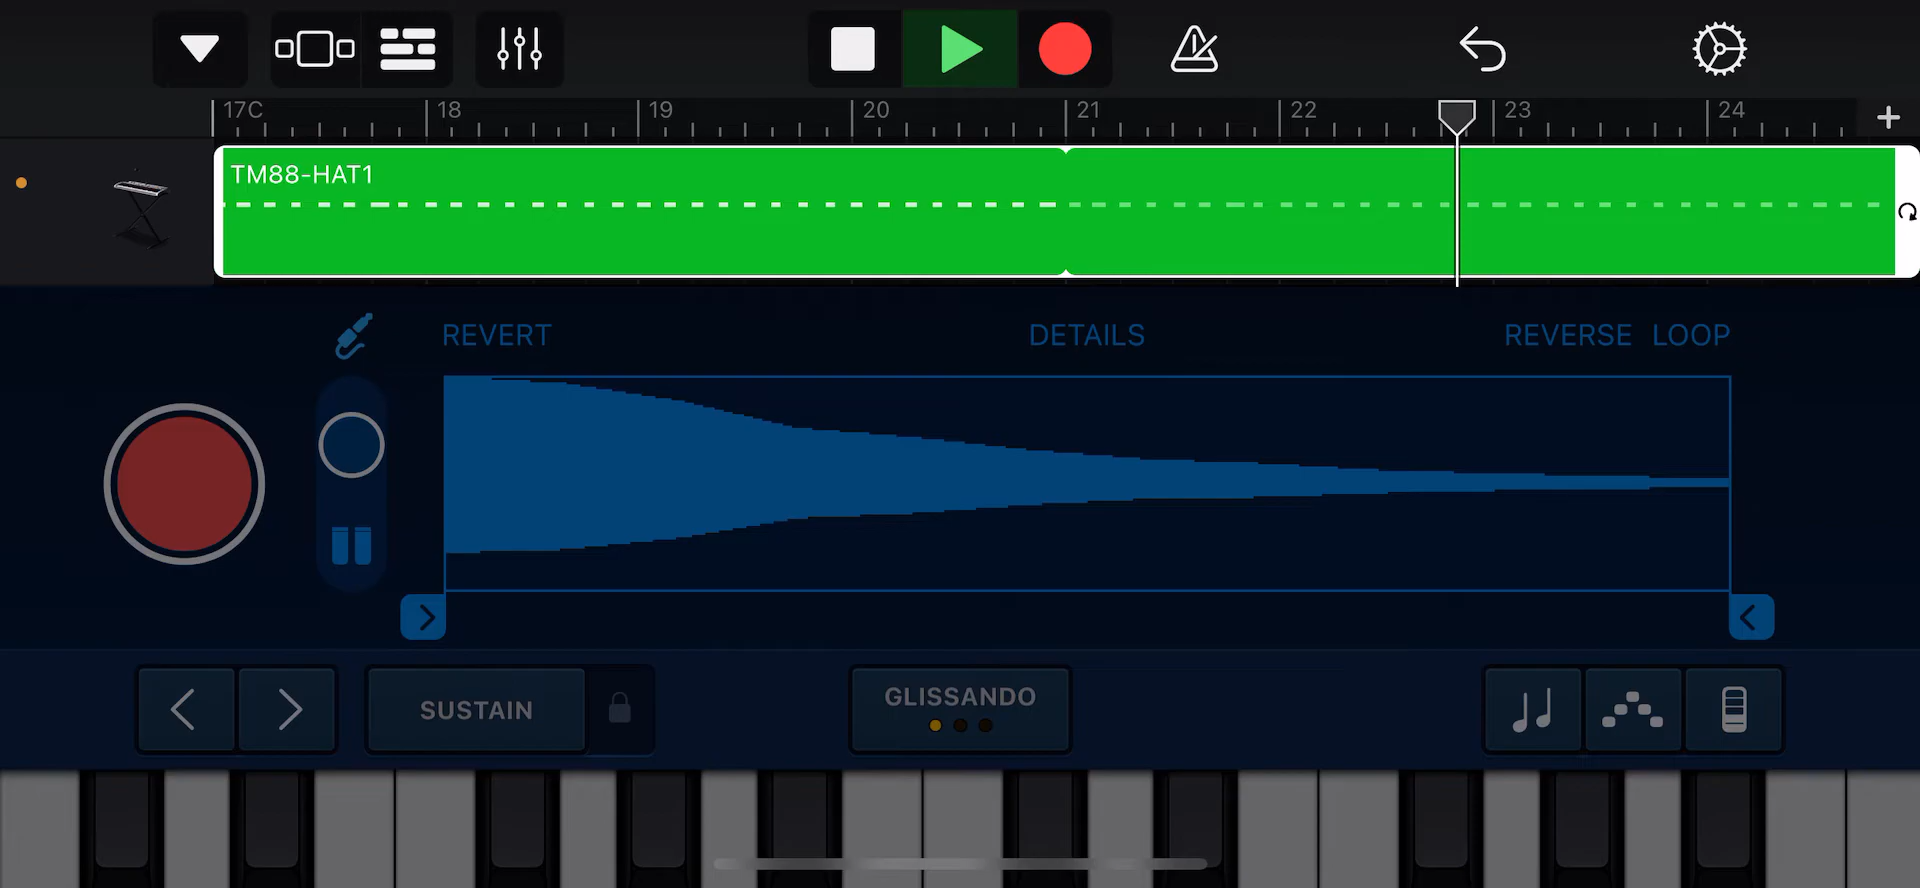 17C 18 19 20 21 22 23 24
TM88-HAT1
REVERT DETAILS REVERSE LOOP
SUSTAIN GLISSANDO